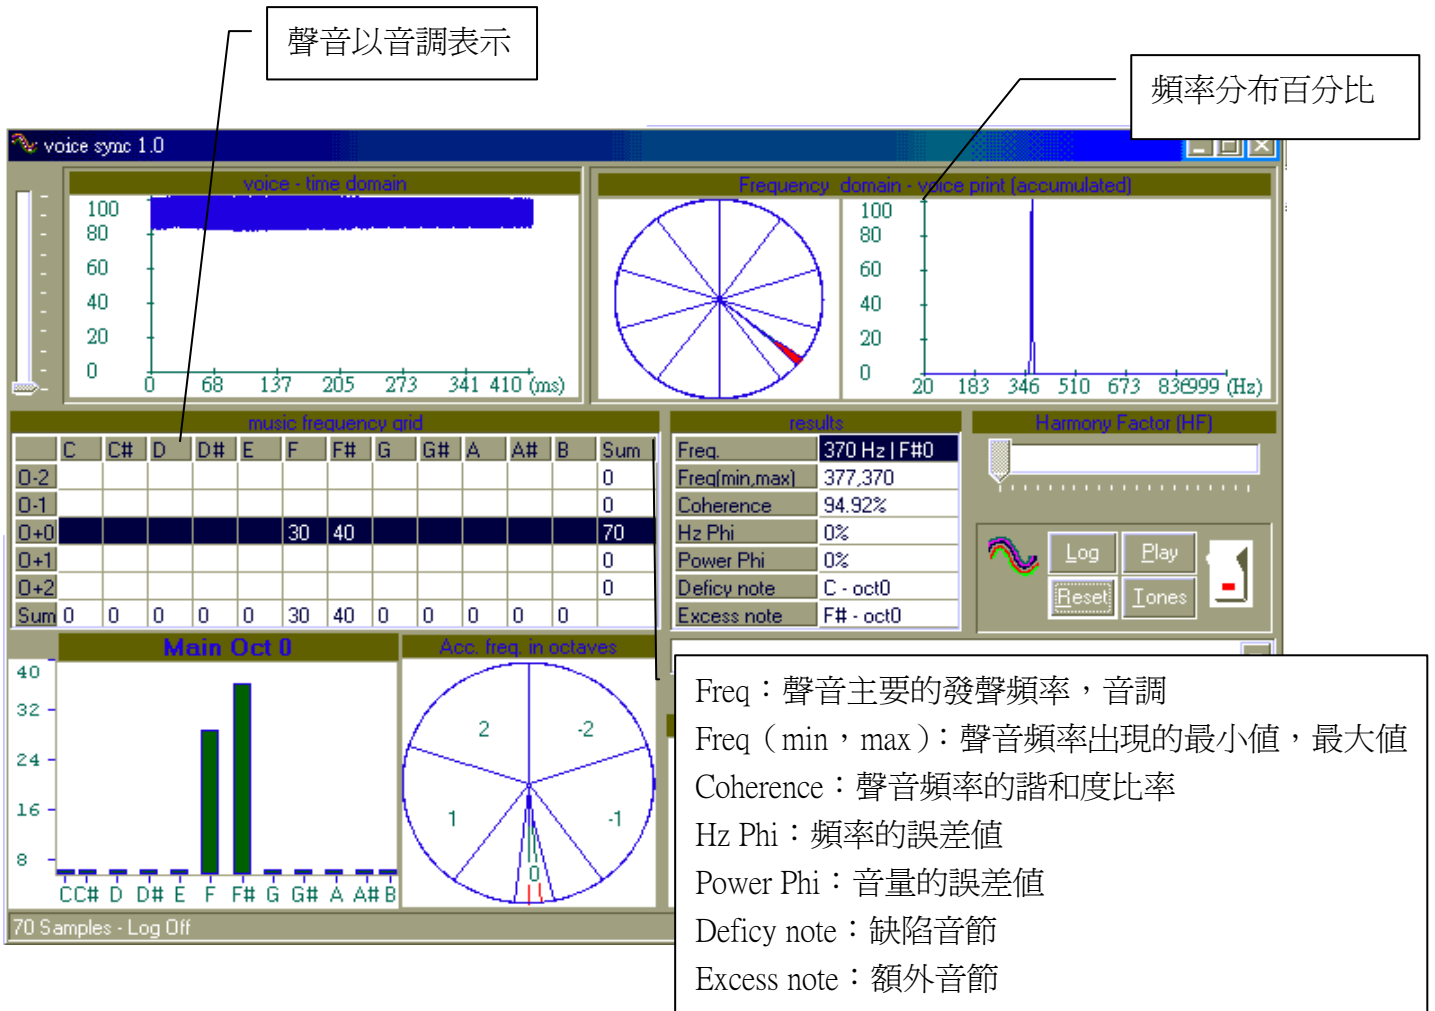 聲音以音調表示
頻率分布百分比
voice sync 1.0
voice - time domain
100
80
60
40
20
0
0 68 137 205 273 341 410 (ms)
Frequency domain - voice print (accumulated)
100
80
60
40
20
0
20 183 346 510 673 836 999 (Hz)
music frequency grid
C C# D D# E F F# G G# A A# B Sum
O-2 0
O-1 0
O+0 30 40 70
O+1 0
O+2 0
Sum 0 0 0 0 0 30 40 0 0 0 0 0
results
Freq. 370 Hz | F#0
Freq(min,max) 377,370
Coherence 94.92%
Hz Phi 0%
Power Phi 0%
Deficy note C - oct0
Excess note F# - oct0
Harmony Factor (HF)
Log Play
Reset Tones
Main Oct 0
40
32
24
16
8
C C# D D# E F F# G G# A A# B
Acc. freq. in octaves
2 -2
1 -1
0
70 Samples - Log Off
Freq：聲音主要的發聲頻率，音調
Freq（min，max）：聲音頻率出現的最小值，最大值
Coherence：聲音頻率的諧和度比率
Hz Phi：頻率的誤差值
Power Phi：音量的誤差值
Deficy note：缺陷音節
Excess note：額外音節